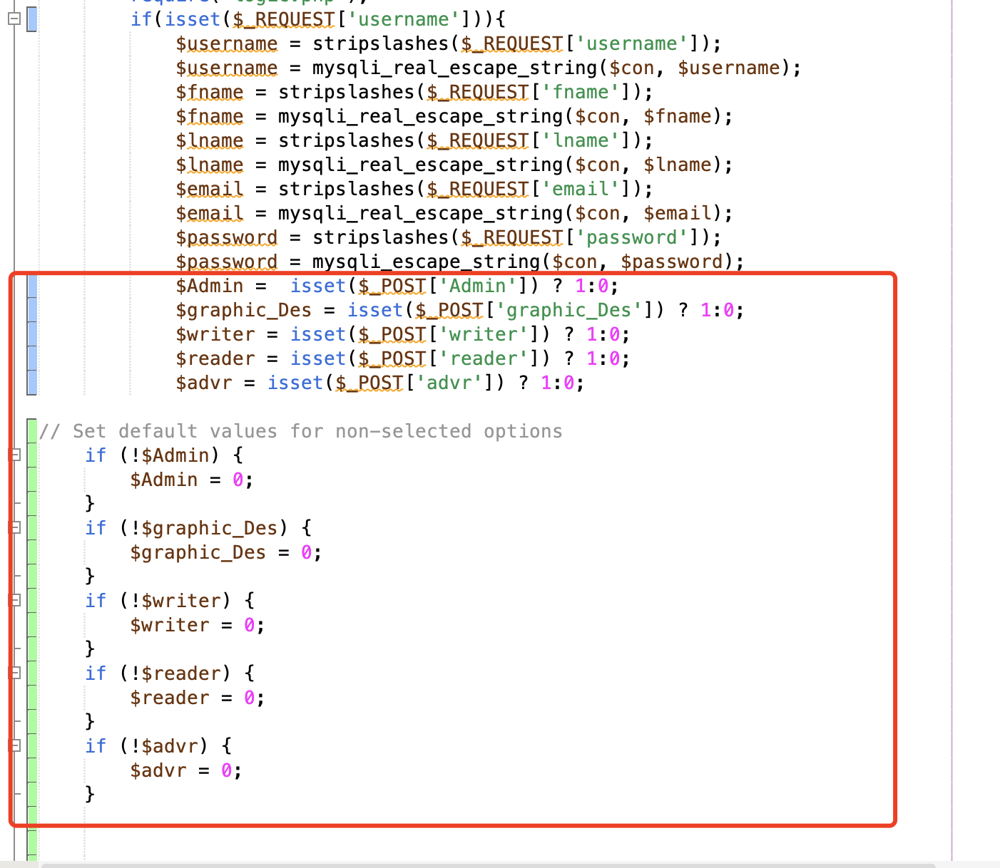 if(isset($_REQUEST['username'])){
$username = stripslashes($_REQUEST['username']);
$username = mysqli_real_escape_string($con, $username);
$fname = stripslashes($_REQUEST['fname']);
$fname = mysqli_real_escape_string($con, $fname);
$lname = stripslashes($_REQUEST['lname']);
$lname = mysqli_real_escape_string($con, $lname);
$email = stripslashes($_REQUEST['email']);
$email = mysqli_real_escape_string($con, $email);
$password = stripslashes($_REQUEST['password']);
$password = mysqli_escape_string($con, $password);
$Admin =  isset($_POST['Admin']) ? 1:0;
$graphic_Des = isset($_POST['graphic_Des']) ? 1:0;
$writer = isset($_POST['writer']) ? 1:0;
$reader = isset($_POST['reader']) ? 1:0;
$advr = isset($_POST['advr']) ? 1:0;
// Set default values for non-selected options
if (!$Admin) {
$Admin = 0;
}
if (!$graphic_Des) {
$graphic_Des = 0;
}
if (!$writer) {
$writer = 0;
}
if (!$reader) {
$reader = 0;
}
if (!$advr) {
$advr = 0;
}